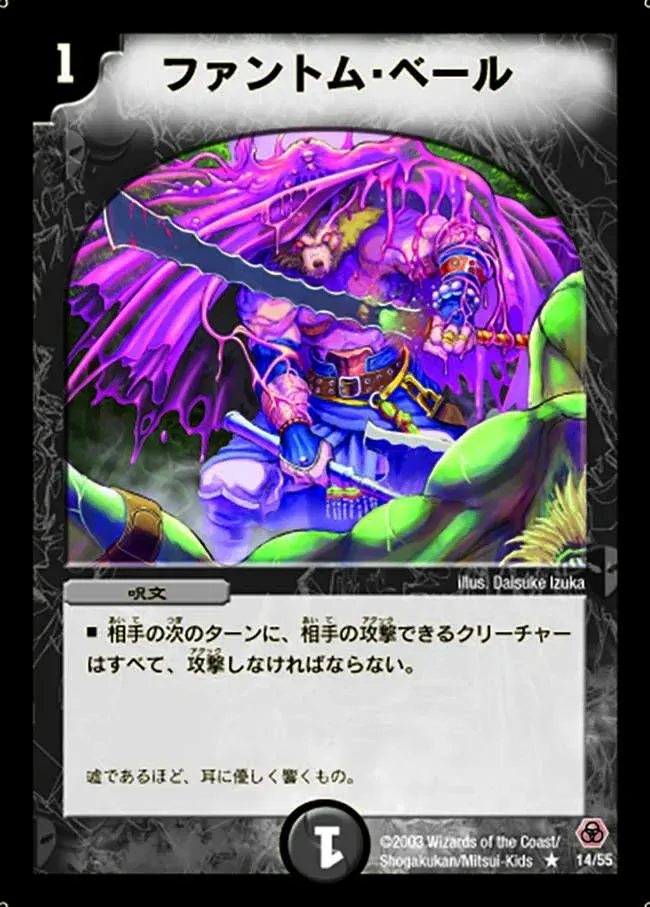 1
ファントム・ベール
illus. Daisuke Izuka
呪文
■ 相手の次のターンに、相手の攻撃できるクリーチャー
はすべて、攻撃しなければならない。
嘘であるほど、耳に優しく響くもの。
1
©2003 Wizards of the Coast/
Shogakukan/Mitsui-Kids ★ 14/55